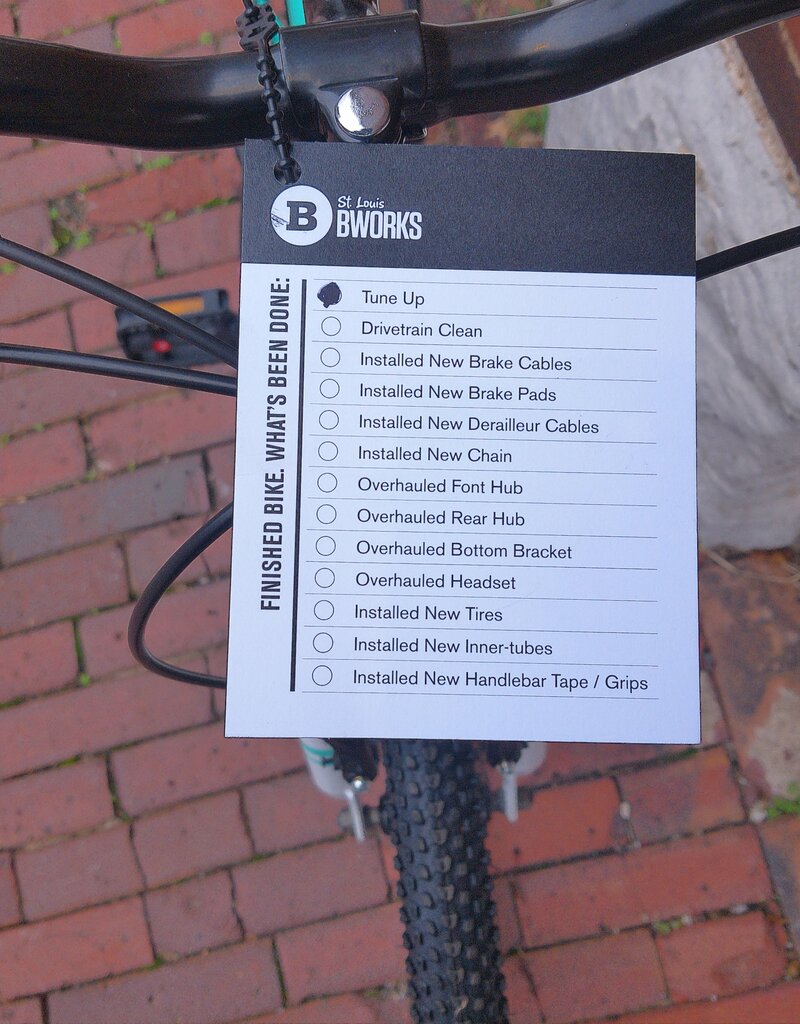 B
St Louis
BWORKS
FINISHED BIKE. WHAT'S BEEN DONE:
Tune Up
Drivetrain Clean
Installed New Brake Cables
Installed New Brake Pads
Installed New Derailleur Cables
Installed New Chain
Overhauled Font Hub
Overhauled Rear Hub
Overhauled Bottom Bracket
Overhauled Headset
Installed New Tires
Installed New Inner-tubes
Installed New Handlebar Tape / Grips